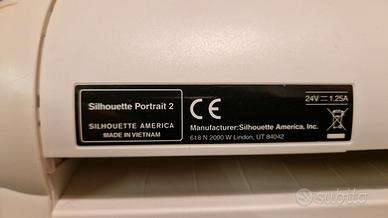 Silhouette Portrait 2
SILHOUETTE AMERICA
MADE IN VIETNAM
CE
24V 1.25A
Manufacturer:Silhouette America, Inc.
618 N 2000 W Lindon, UT 84042
subito